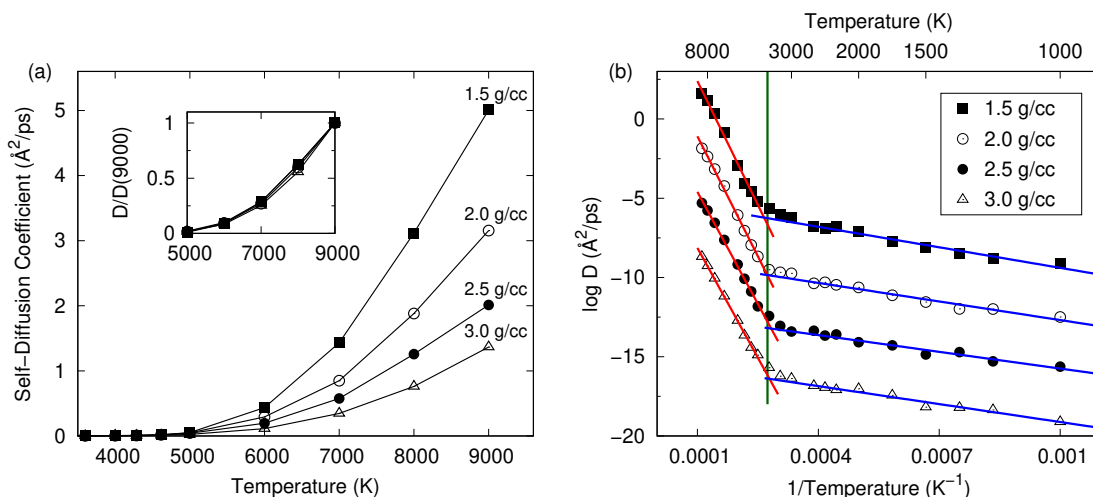 Temperature (K)
8000 3000 2000 1500 1000
(a)
(b)
Self−Diffusion Coefficient (Å²/ps)
5
4
3
2
1
0
4000 5000 6000 7000 8000 9000
Temperature (K)
1.5 g/cc
2.0 g/cc
2.5 g/cc
3.0 g/cc
D/D(9000)
1
0.5
0
5000 7000 9000
log D (Å²/ps)
0
−5
−10
−15
−20
0.0001 0.0004 0.0007 0.001
1/Temperature (K⁻¹)
1.5 g/cc
2.0 g/cc
2.5 g/cc
3.0 g/cc